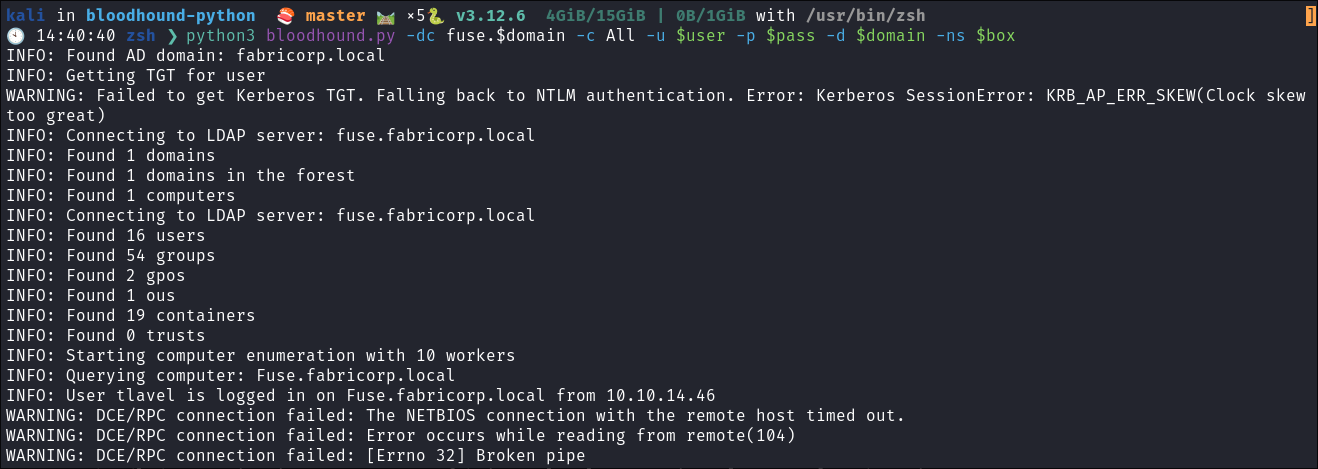 kali in bloodhound-python 🍣 master 🛤️ ×5🐍 v3.12.6 4GiB/15GiB | 0B/1GiB with /usr/bin/zsh ]
🕙 14:40:40 zsh ❯ python3 bloodhound.py -dc fuse.$domain -c All -u $user -p $pass -d $domain -ns $box
INFO: Found AD domain: fabricorp.local
INFO: Getting TGT for user
WARNING: Failed to get Kerberos TGT. Falling back to NTLM authentication. Error: Kerberos SessionError: KRB_AP_ERR_SKEW(Clock skew
too great)
INFO: Connecting to LDAP server: fuse.fabricorp.local
INFO: Found 1 domains
INFO: Found 1 domains in the forest
INFO: Found 1 computers
INFO: Connecting to LDAP server: fuse.fabricorp.local
INFO: Found 16 users
INFO: Found 54 groups
INFO: Found 2 gpos
INFO: Found 1 ous
INFO: Found 19 containers
INFO: Found 0 trusts
INFO: Starting computer enumeration with 10 workers
INFO: Querying computer: Fuse.fabricorp.local
INFO: User tlavel is logged in on Fuse.fabricorp.local from 10.10.14.46
WARNING: DCE/RPC connection failed: The NETBIOS connection with the remote host timed out.
WARNING: DCE/RPC connection failed: Error occurs while reading from remote(104)
WARNING: DCE/RPC connection failed: [Errno 32] Broken pipe